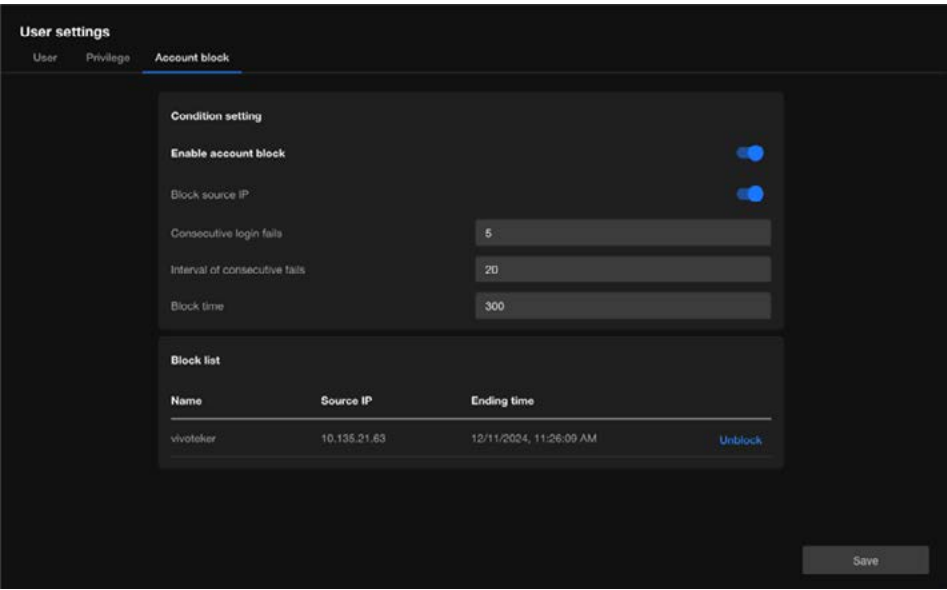 User settings
User Privilege Account block
Condition setting
Enable account block
Block source IP
Consecutive login fails 5
Interval of consecutive fails 20
Block time 300
Block list
Name Source IP Ending time
vivoteker 10.135.21.63 12/11/2024, 11:26:09 AM Unblock
Save